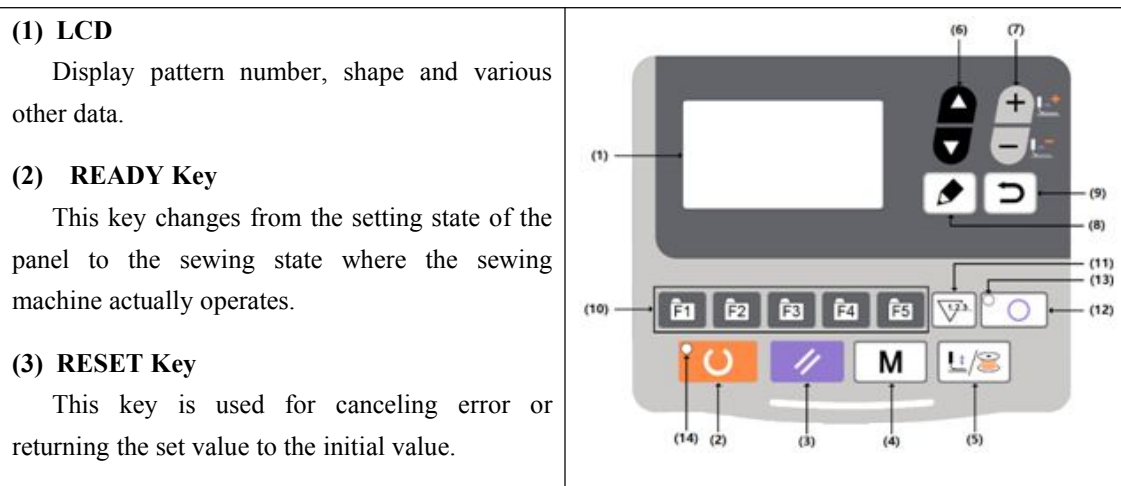 (1) LCD
Display pattern number, shape and various
other data.
(2) READY Key
This key changes from the setting state of the
panel to the sewing state where the sewing
machine actually operates.
(3) RESET Key
This key is used for canceling error or
returning the set value to the initial value.
(6) (7)
(1)
(9)
(8)
(11)
(13)
(10) F1 F2 F3 F4 F5 123 (12)
M
(14) (2) (3) (4) (5)